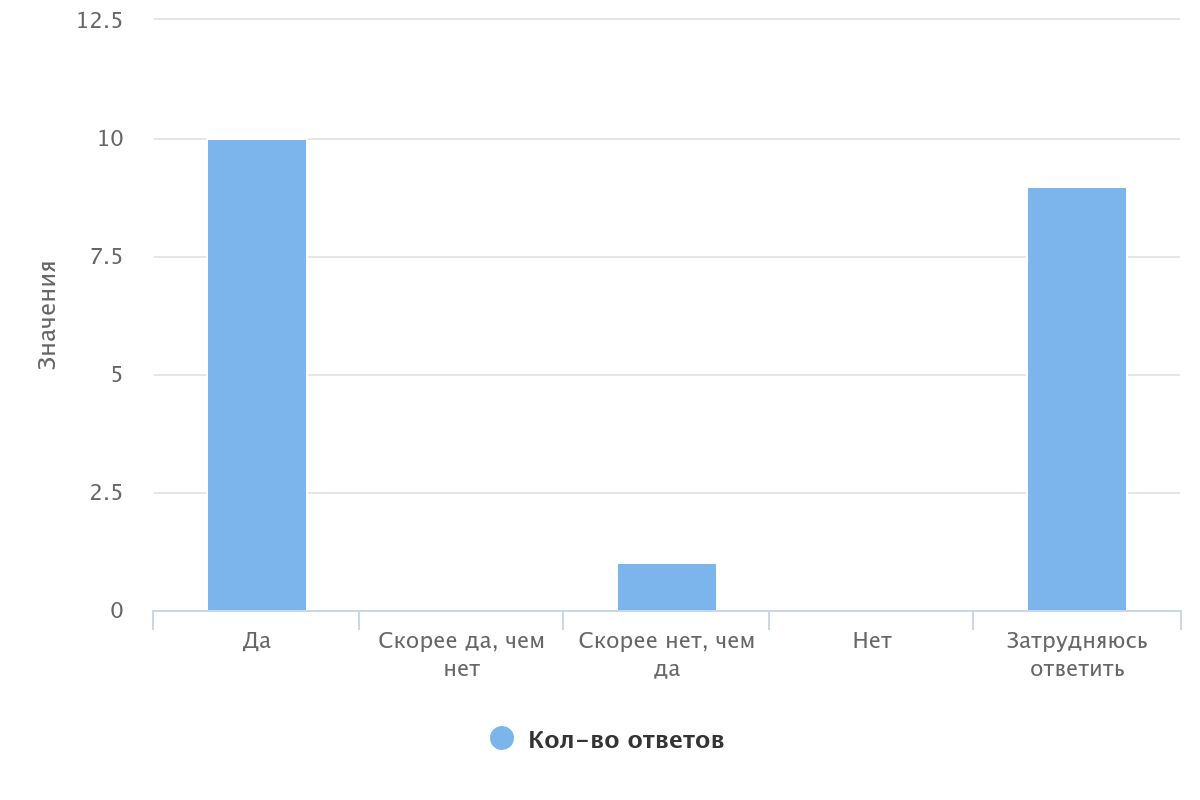 12.5
10
7.5
5
2.5
0
Значения
Да
Скорее да, чем
нет
Скорее нет, чем
да
Нет
Затрудняюсь
ответить
Кол-во ответов